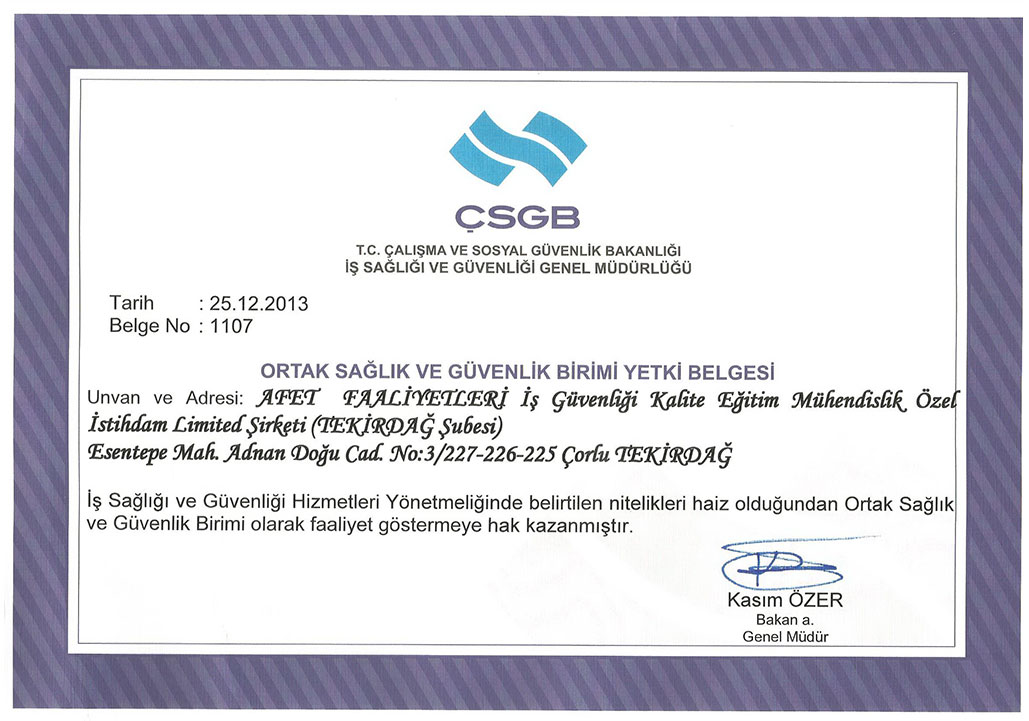 ÇSGB
T.C. ÇALIŞMA VE SOSYAL GÜVENLİK BAKANLIĞI
İŞ SAĞLIĞI VE GÜVENLİĞİ GENEL MÜDÜRLÜĞÜ
Tarih : 25.12.2013
Belge No : 1107
ORTAK SAĞLIK VE GÜVENLİK BİRİMİ YETKİ BELGESİ
Unvan ve Adresi: AFET FAALİYETLERİ İş Güvenliği Kalite Eğitim Mühendislik Özel
İstihdam Limited Şirketi (TEKİRDAĞ Şubesi)
Esentepe Mah. Adnan Doğu Cad. No:3/227-226-225 Çorlu TEKİRDAĞ
İş Sağlığı ve Güvenliği Hizmetleri Yönetmeliğinde belirtilen nitelikleri haiz olduğundan Ortak Sağlık
ve Güvenlik Birimi olarak faaliyet göstermeye hak kazanmıştır.
Kasım ÖZER
Bakan a.
Genel Müdür